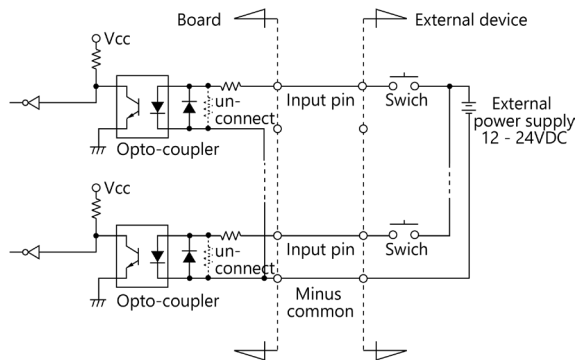 Board
External device
Vcc
un-
connect
Input pin
Swich
External
power supply
12 - 24VDC
Opto-coupler
Vcc
un-
connect
Input pin
Swich
Opto-coupler
Minus
common